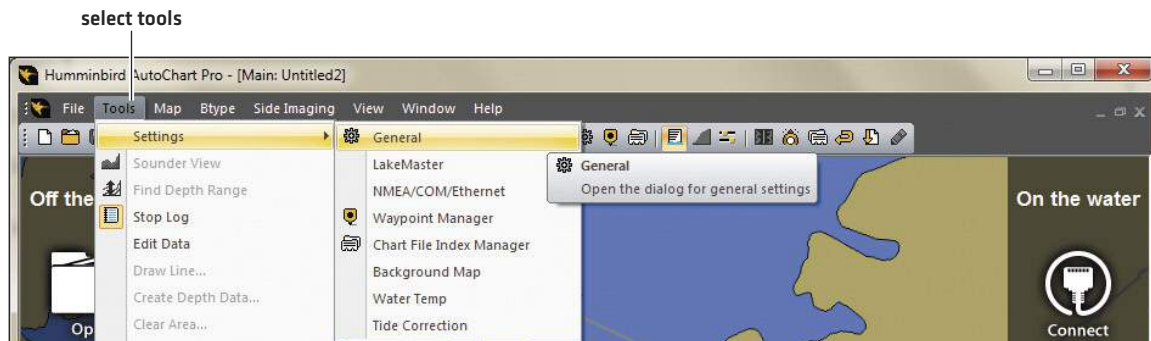 select tools
Humminbird AutoChart Pro - [Main: Untitled2]
File Tools Map Btype Side Imaging View Window Help
Settings
General
Sounder View
LakeMaster
General
Find Depth Range
NMEA/COM/Ethernet
Open the dialog for general settings
Off the
On the water
Stop Log
Waypoint Manager
Edit Data
Chart File Index Manager
Draw Line...
Background Map
Create Depth Data...
Water Temp
Clear Area...
Tide Correction
Op
Connect